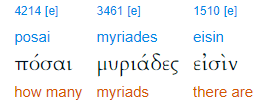 4214 [e] 3461 [e] 1510 [e]
posai myriades eisin
πόσαι μυριάδες εἰσὶν
how many myriads there are